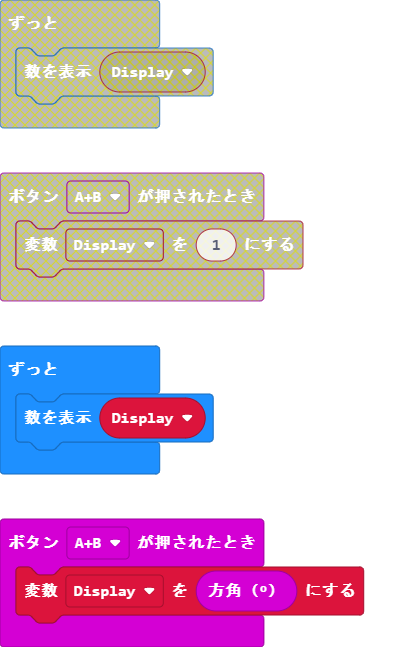 ずっと
数を表示 Display
ボタン A+B が押されたとき
変数 Display を 1 にする
ずっと
数を表示 Display
ボタン A+B が押されたとき
変数 Display を 方角 (°) にする